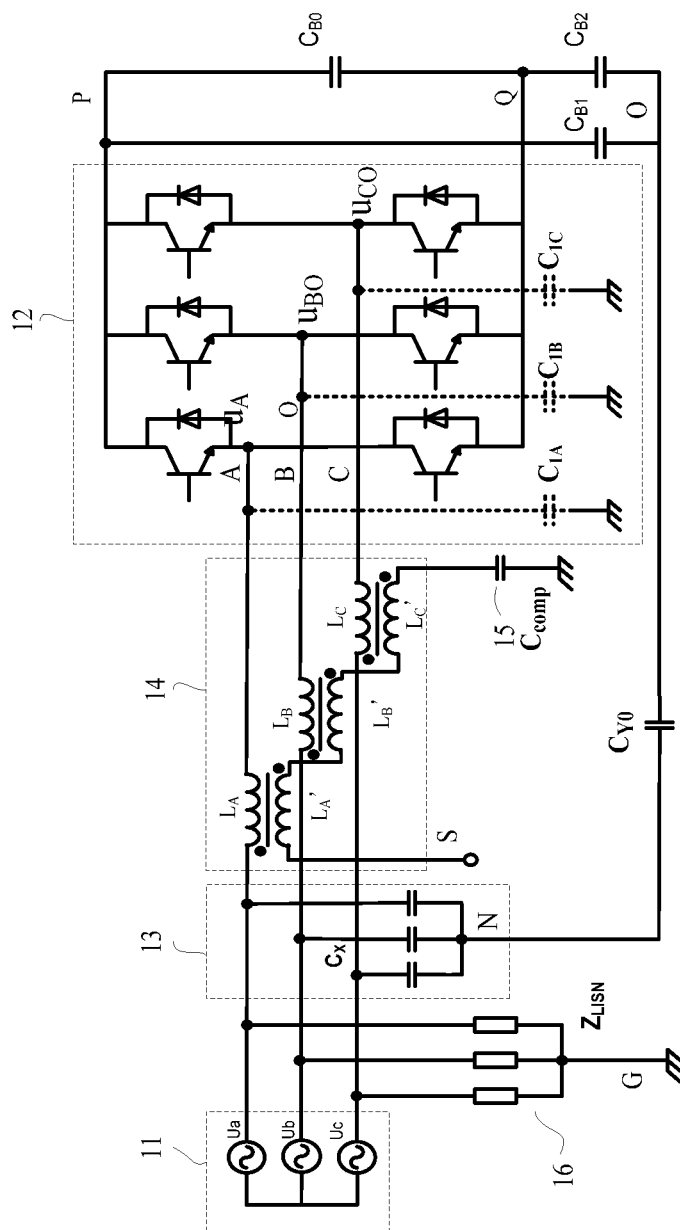 11
Ua
Ub
Uc
16
G
Z_LISN
13
C_X
N
14
L_A
L_A'
L_B
L_B'
L_C
L_C'
S
15
C_comp
C_Y0
12
A
B
C
O
u_A
u_BO
u_CO
C_1A
C_1B
C_1C
P
Q
O
C_B0
C_B1
C_B2